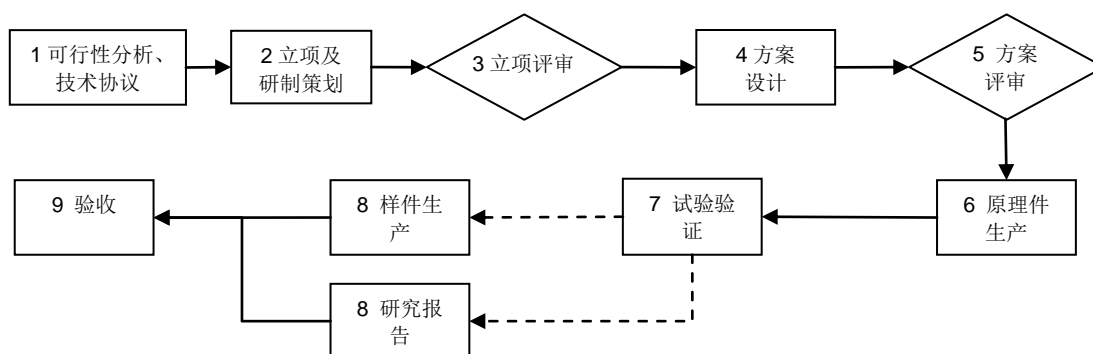 1 可行性分析、
技术协议
2 立项及
研制策划
3 立项评审
4 方案
设计
5 方案
评审
9 验收
8 样件生
产
7 试验验
证
6 原理件
生产
8 研究报
告